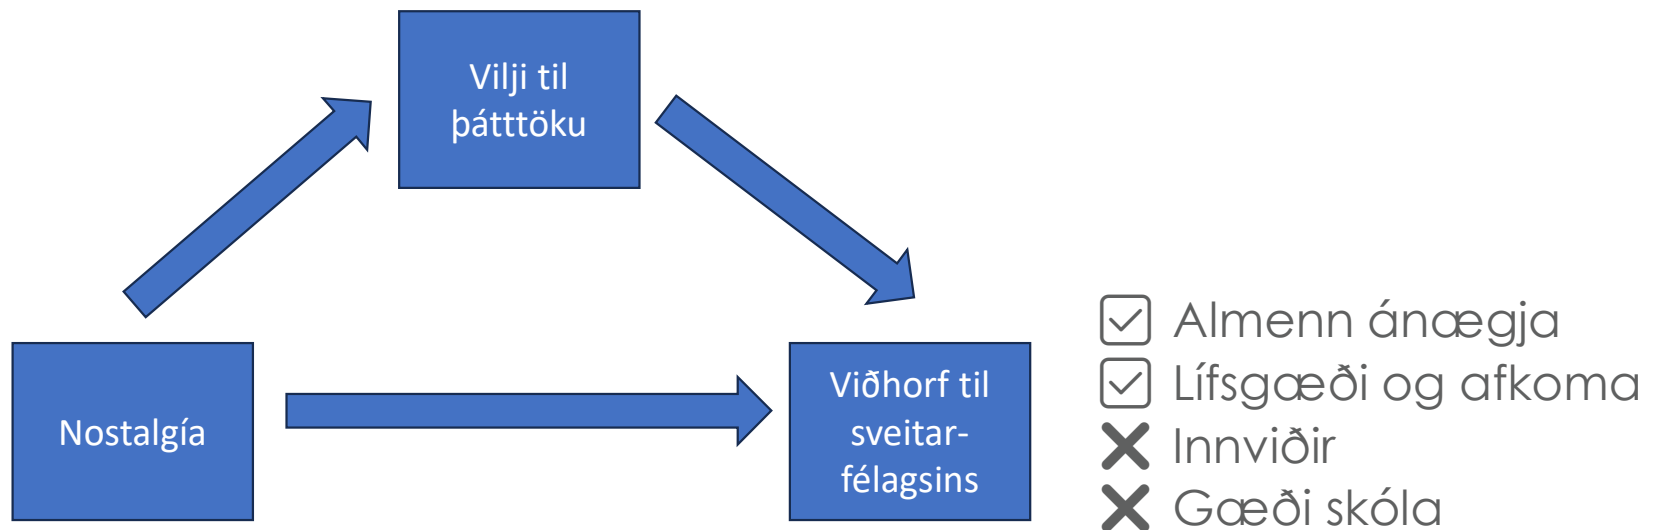 Vilji til
þátttöku
Nostalgía
Viðhorf til
sveitar-
félagsins
Almenn ánægja
Lífsgæði og afkoma
Innviðir
Gæði skóla